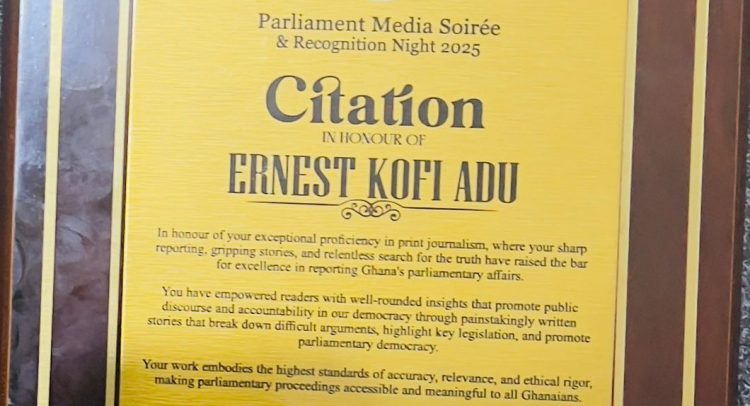 Parliament Media Soirée
& Recognition Night 2025
Citation
IN HONOUR OF
ERNEST KOFI ADU
In honour of your exceptional proficiency in print journalism, where your sharp
reporting, gripping stories, and relentless search for the truth have raised the bar
for excellence in reporting Ghana's parliamentary affairs.
You have empowered readers with well-rounded insights that promote public
discourse and accountability in our democracy through painstakingly written
stories that break down difficult arguments, highlight key legislation, and promote
parliamentary democracy.
Your work embodies the highest standards of accuracy, relevance, and ethical rigor,
making parliamentary proceedings accessible and meaningful to all Ghanaians.